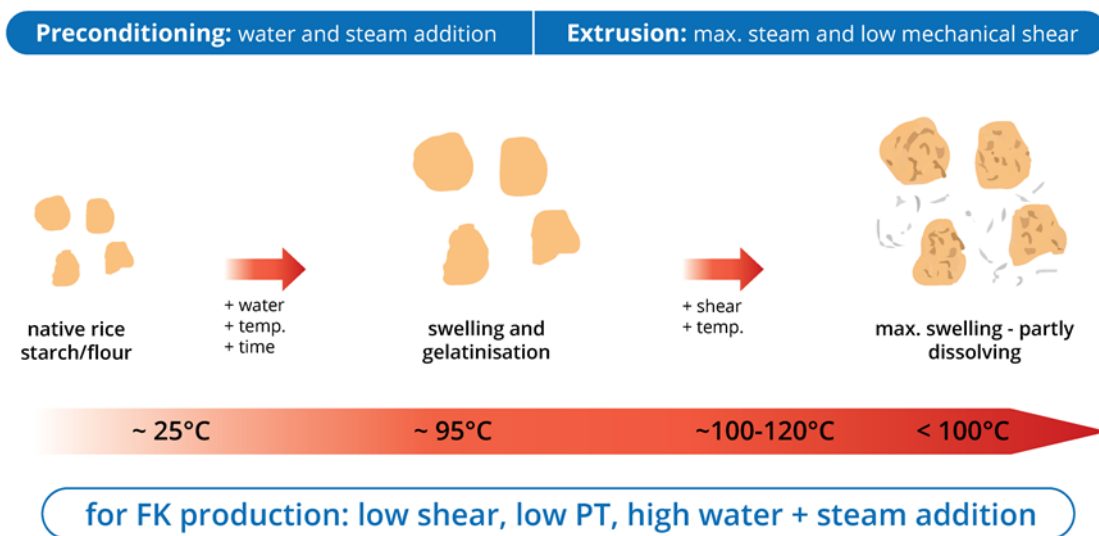 Preconditioning: water and steam addition
Extrusion: max. steam and low mechanical shear
native rice
starch/flour
+ water
+ temp.
+ time
swelling and
gelatinisation
+ shear
+ temp.
max. swelling - partly
dissolving
~ 25°C
~ 95°C
~100-120°C
< 100°C
for FK production: low shear, low PT, high water + steam addition